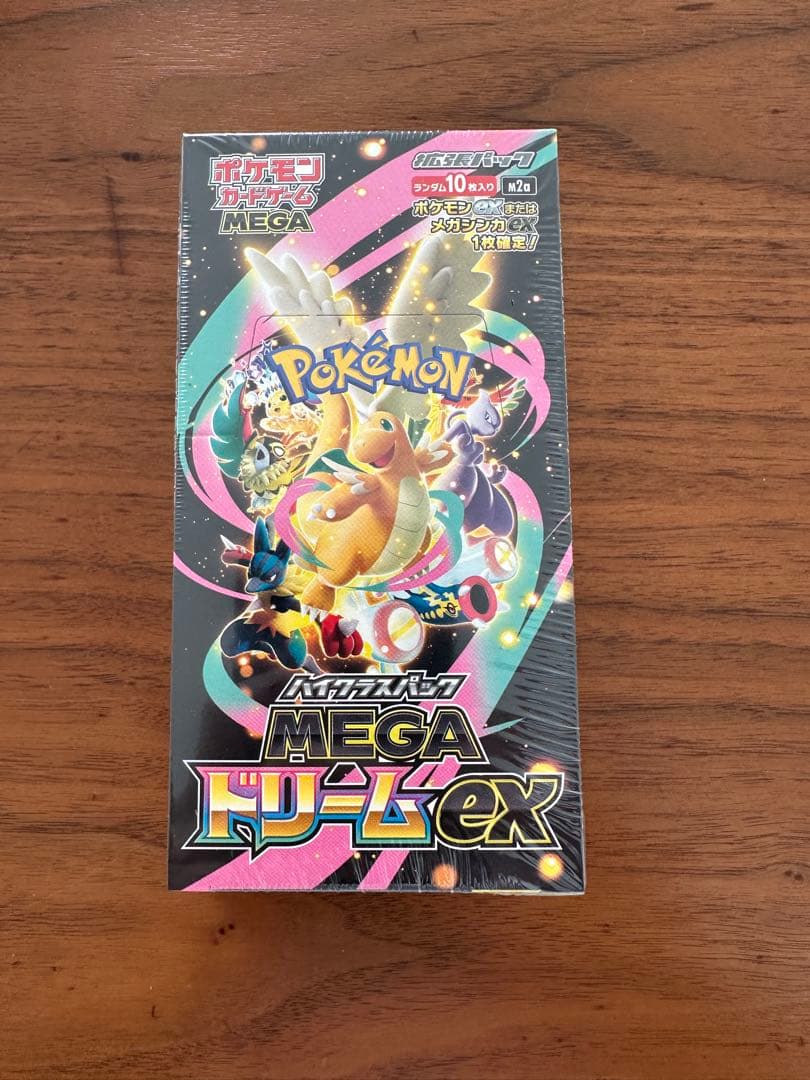 ポケモン
カードゲーム
MEGA
拡張パック
ランダム10枚入り M2a
ポケモンexまたは
メガシンカex
1枚確定!
POKéMON
ハイクラスパック
MEGA
ドリームex